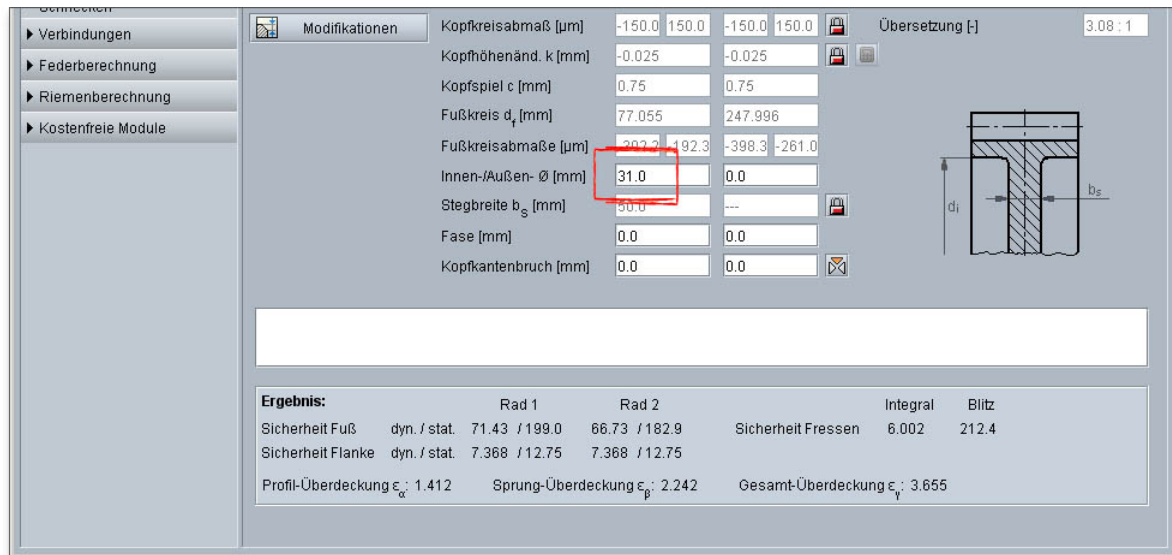 Verbindungen
Federberechnung
Riemenberechnung
Kostenfreie Module
Modifikationen
Kopfkreisabmaß [µm] -150.0 150.0 -150.0 150.0 Übersetzung [-] 3.08 : 1
Kopfhöhenänd. k [mm] -0.025 -0.025
Kopfspiel c [mm] 0.75 0.75
Fußkreis df [mm] 77.055 247.996
Fußkreisabmaße [µm] -192.3 -398.3 -261.0
Innen-/Außen- Ø [mm] 31.0 0.0
Stegbreite bS [mm] 50.0 ---
Fase [mm] 0.0 0.0
Kopfkantenbruch [mm] 0.0 0.0
di
bs
Ergebnis: Rad 1 Rad 2 Integral Blitz
Sicherheit Fuß dyn. / stat. 71.43 / 199.0 66.73 / 182.9 Sicherheit Fressen 6.002 212.4
Sicherheit Flanke dyn. / stat. 7.368 / 12.75 7.368 / 12.75
Profil-Überdeckung εα: 1.412 Sprung-Überdeckung εβ: 2.242 Gesamt-Überdeckung εγ: 3.655